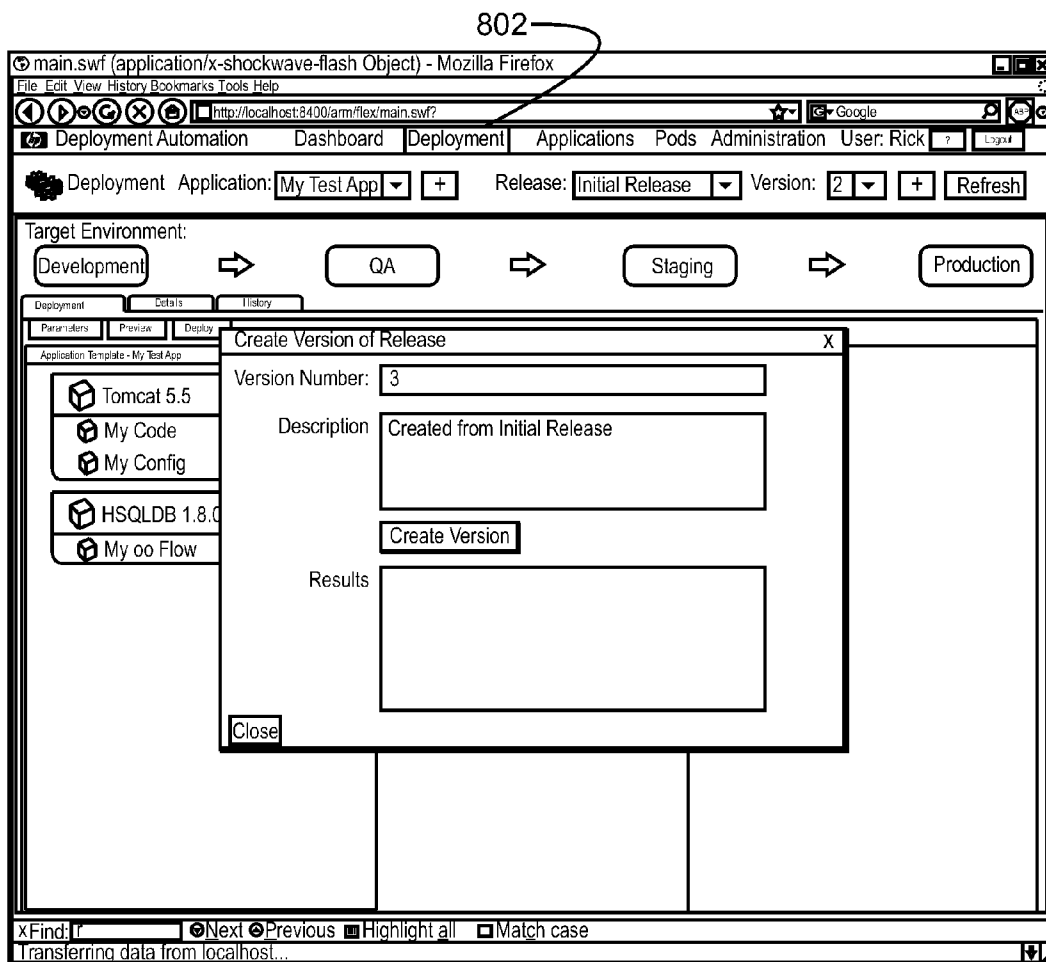 802
main.swf (application/x-shockwave-flash Object) - Mozilla Firefox
File Edit View History Bookmarks Tools Help
http://localhost:8400/arm/flex/main.swf? G Google ABP
hp Deployment Automation Dashboard Deployment Applications Pods Administration User: Rick ? Logout
Deployment Application: My Test App + Release: Initial Release Version: 2 + Refresh
Target Environment:
Development QA Staging Production
Deployment Details History
Parameters Preview Deploy
Application Template - My Test App
Create Version of Release X
Version Number: 3
Tomcat 5.5
My Code
My Config
Description Created from Initial Release
HSQLDB 1.8.0
My oo Flow
Create Version
Results
Close
x Find: r Next Previous Highlight all Match case
Transferring data from localhost...